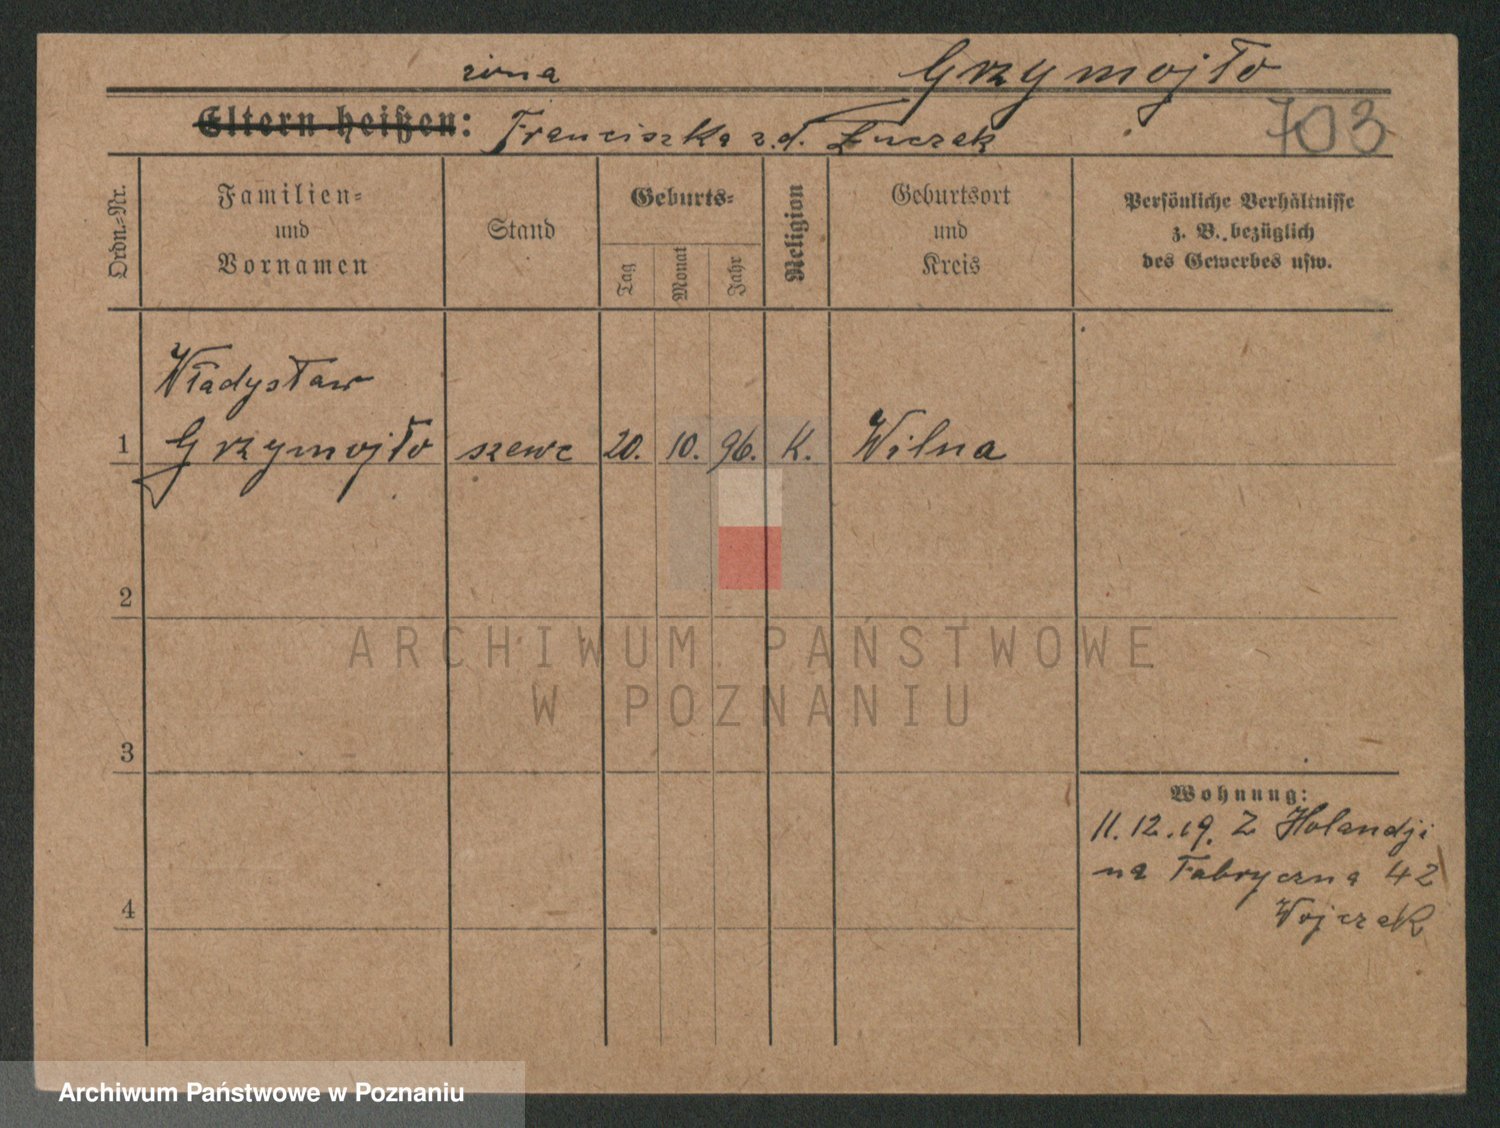 żona Grzymojło
Eltern heißen: Franciszka z.d. Łuczak
703
Ordn.-Nr.
Familien- und Vornamen
Stand
Geburts-
Tag
Monat
Jahr
Religion
Geburtsort und Kreis
Persönliche Verhältnisse
z. B. bezüglich
des Gewerbes usw.
Władysław
1 Grzymojło szewc 20. 10. 96. K. Wilna
2
ARCHIWUM PAŃSTWOWE
W POZNANIU
3
Wohnung:
11.12.19. Z Holandji
na Fabryczna 42
Wojczak
4
Archiwum Państwowe w Poznaniu